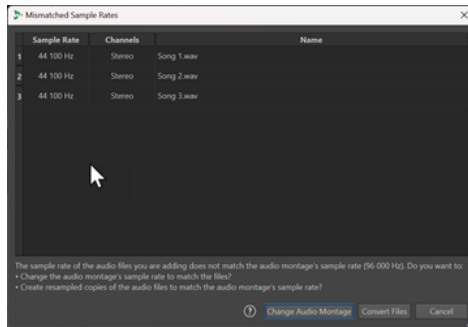 Mismatched Sample Rates
Sample Rate Channels Name
1 44 100 Hz Stereo Song 1.wav
2 44 100 Hz Stereo Song 2.wav
3 44 100 Hz Stereo Song 3.wav
The sample rate of the audio files you are adding does not match the audio montage's sample rate (96 000 Hz). Do you want to:
• Change the audio montage's sample rate to match the files?
• Create resampled copies of the audio files to match the audio montage's sample rate?
? Change Audio Montage Convert Files Cancel